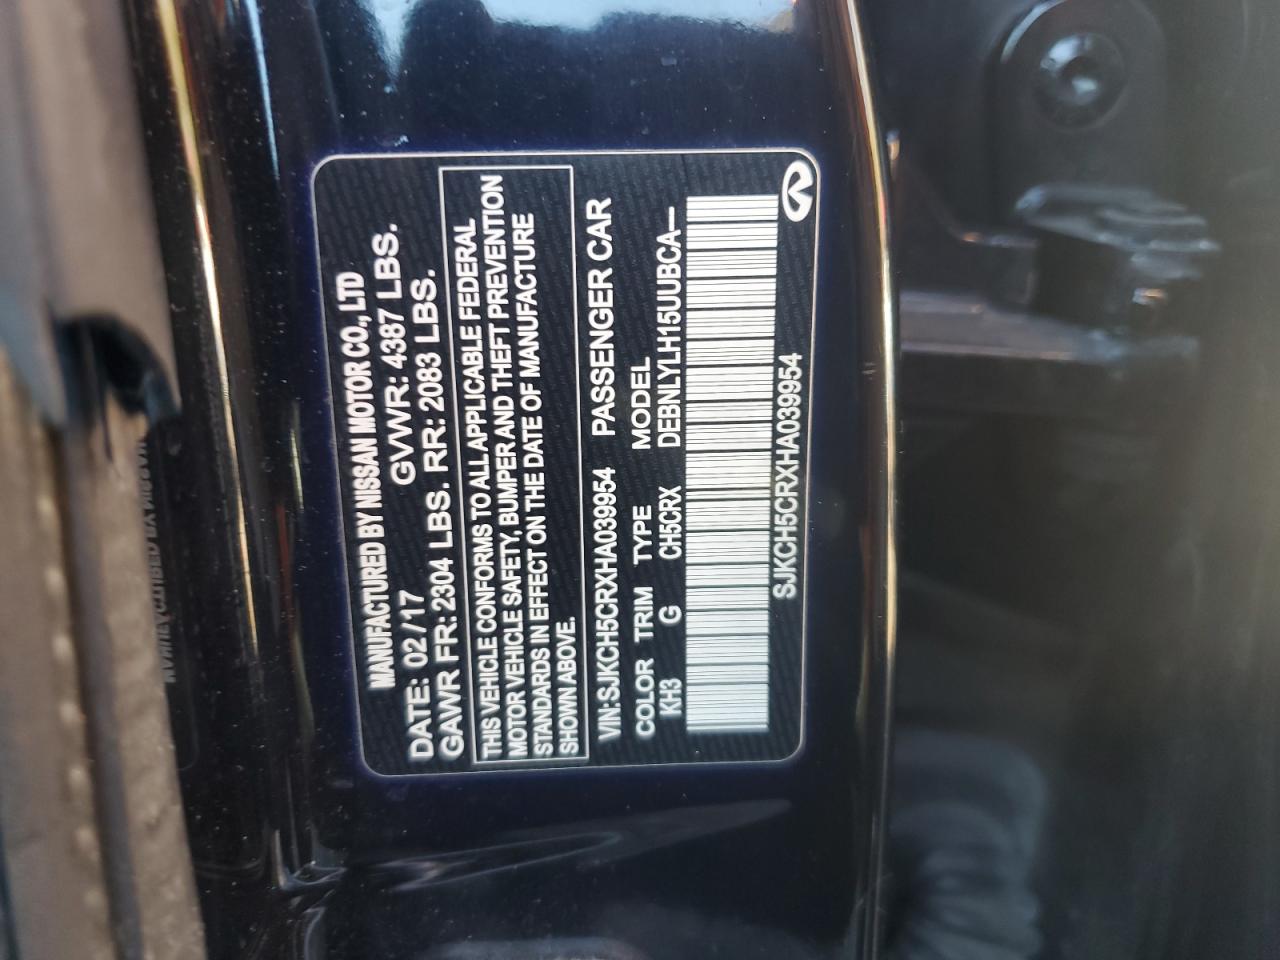 MANUFACTURED BY NISSAN MOTOR CO., LTD
DATE: 02 / 17 GVWR: 4387 LBS.
GAWR FR: 2304 LBS. RR: 2083 LBS.
THIS VEHICLE CONFORMS TO ALL APPLICABLE FEDERAL
MOTOR VEHICLE SAFETY, BUMPER AND THEFT PREVENTION
STANDARDS IN EFFECT ON THE DATE OF MANUFACTURE
SHOWN ABOVE.
VIN:SJKCH5CRXHA039954 PASSENGER CAR
COLOR TRIM TYPE MODEL
KH3 G CH5CRX DEBNLYLH15UUBCA—
SJKCH5CRXHA039954